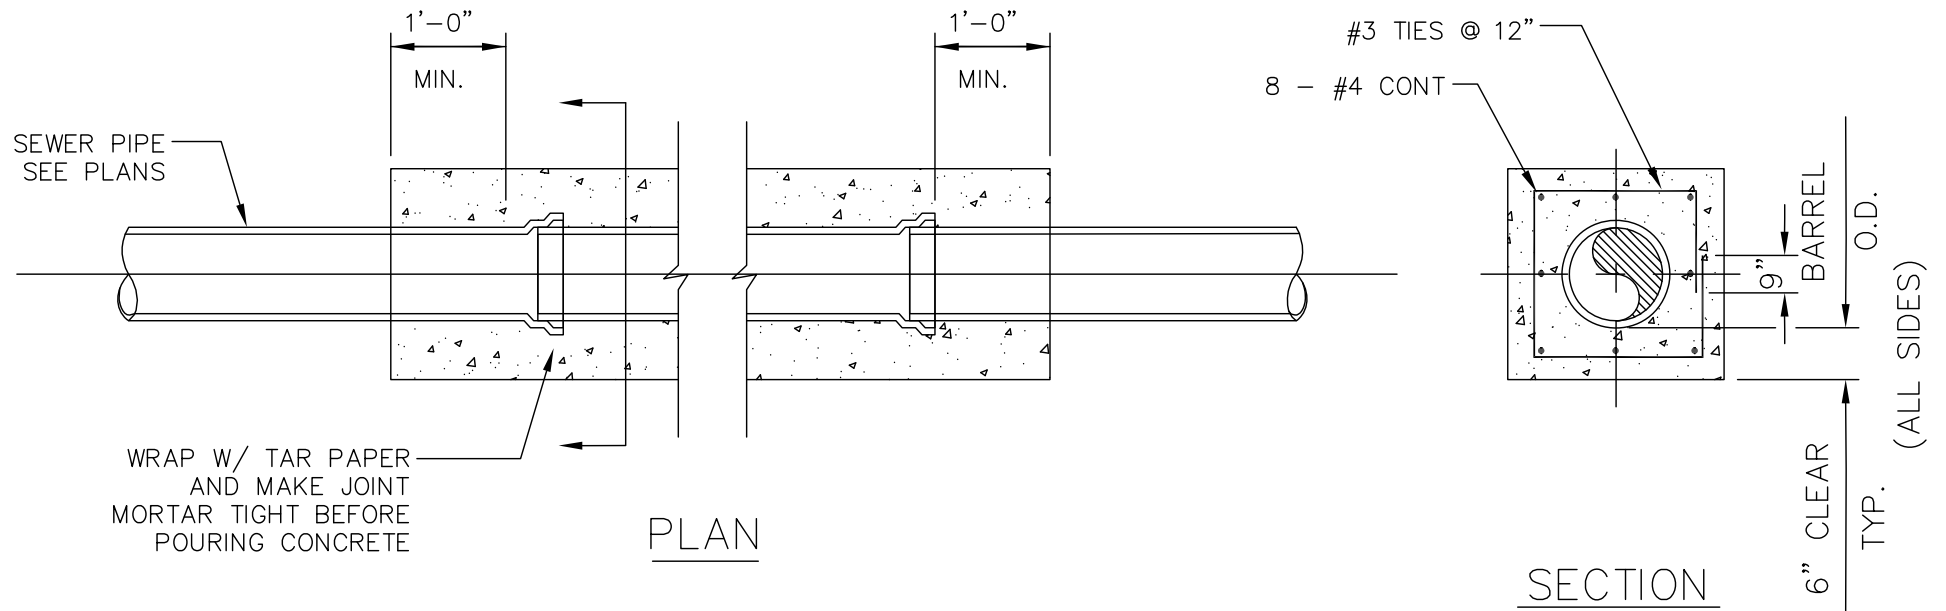 1'-0"
MIN.
1'-0"
MIN.
#3 TIES @ 12"
8 - #4 CONT
SEWER PIPE
SEE PLANS
WRAP W/ TAR PAPER
AND MAKE JOINT
MORTAR TIGHT BEFORE
POURING CONCRETE
PLAN
9"
BARREL
O.D.
6" CLEAR
TYP.
(ALL SIDES)
SECTION